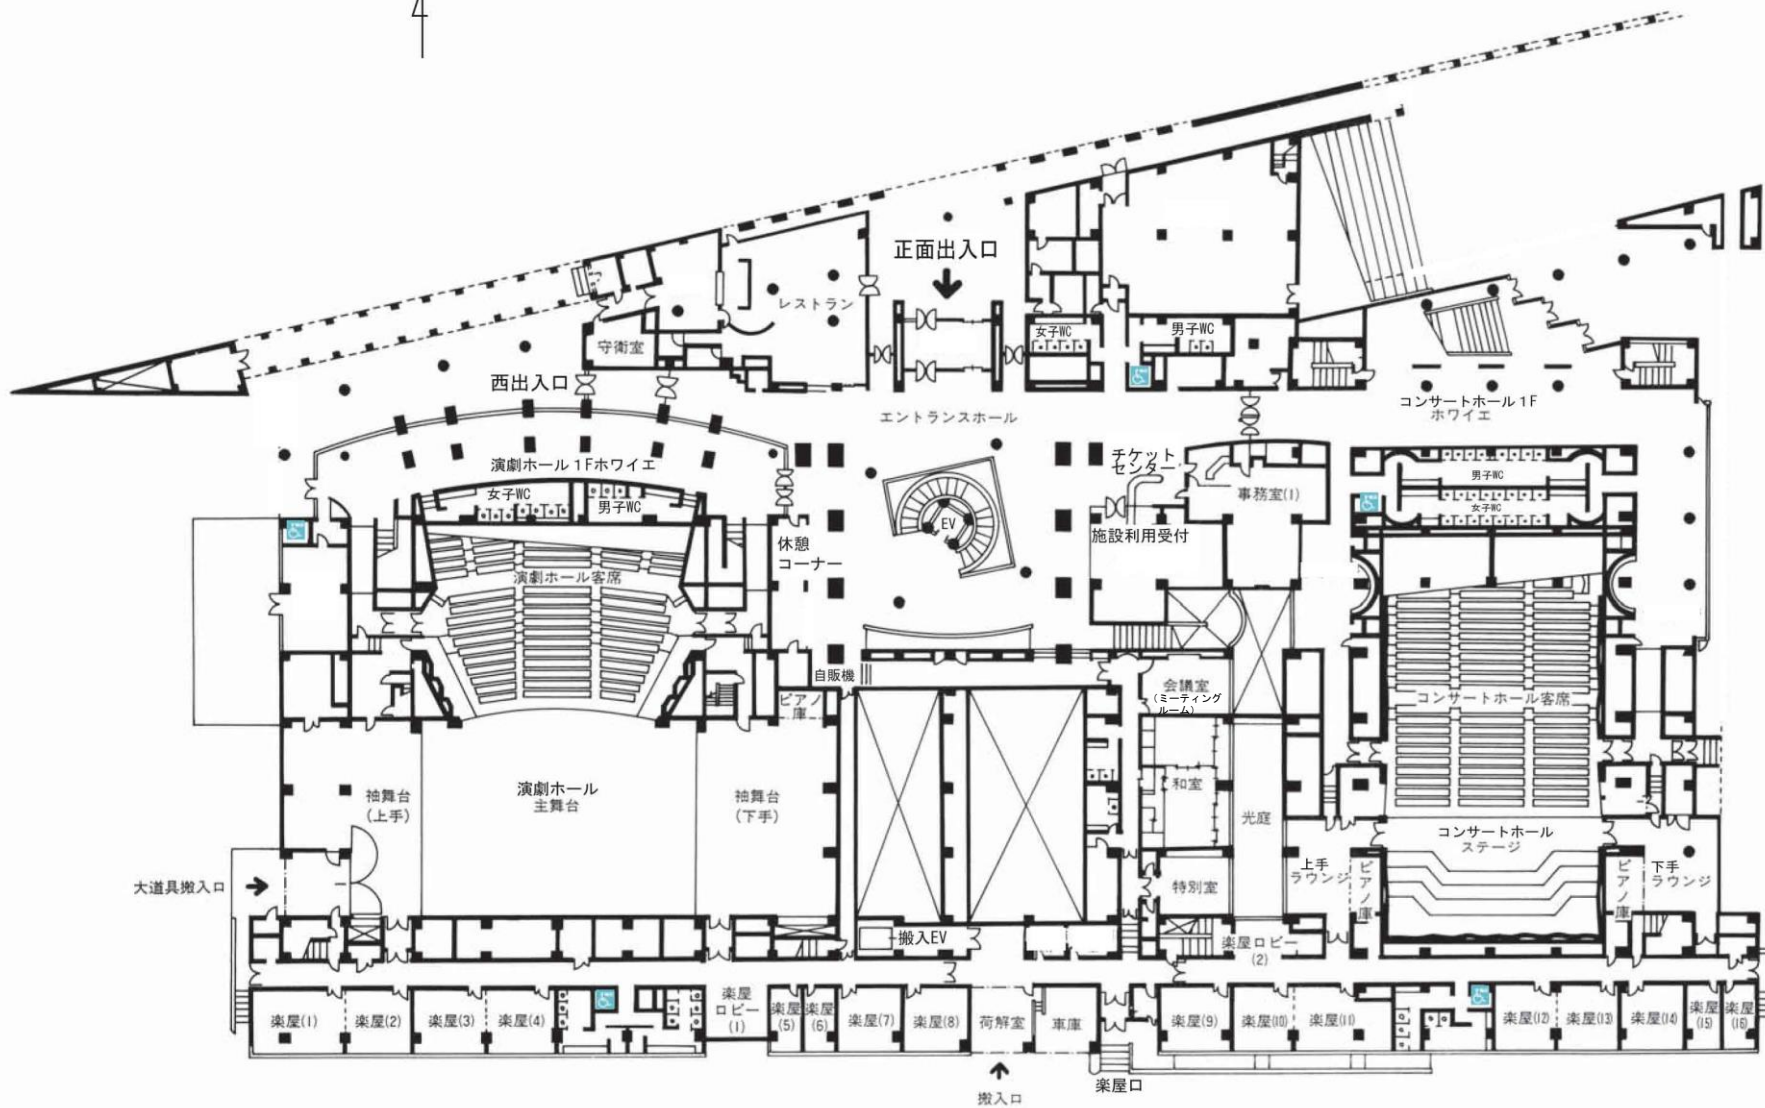 4
正面出入口
レストラン
女子WC
男子WC
守衛室
西出入口
エントランスホール
コンサートホール1F
ホワイエ
演劇ホール1Fホワイエ
チケット
センター
男子WC
女子WC
男子WC
事務室(1)
女子WC
EV
施設利用受付
休憩
コーナー
演劇ホール客席
自販機
会議室
(ミーティング
ルーム)
ピアノ
庫
コンサートホール客席
演劇ホール
主舞台
袖舞台
(上手)
袖舞台
(下手)
和室
光庭
コンサートホール
ステージ
上手
ラウンジ
ピアノ庫
ピアノ庫
下手
ラウンジ
大道具搬入口
特別室
搬入EV
楽屋ロビー
(2)
楽屋(1)
楽屋(2)
楽屋(3)
楽屋(4)
楽屋
ロビー
(1)
楽屋
(5)
楽屋
(6)
楽屋(7)
楽屋(8)
荷解室
車庫
楽屋(9)
楽屋(10)
楽屋(11)
楽屋(12)
楽屋(13)
楽屋(14)
楽屋
(15)
楽屋
(16)
楽屋口
搬入口